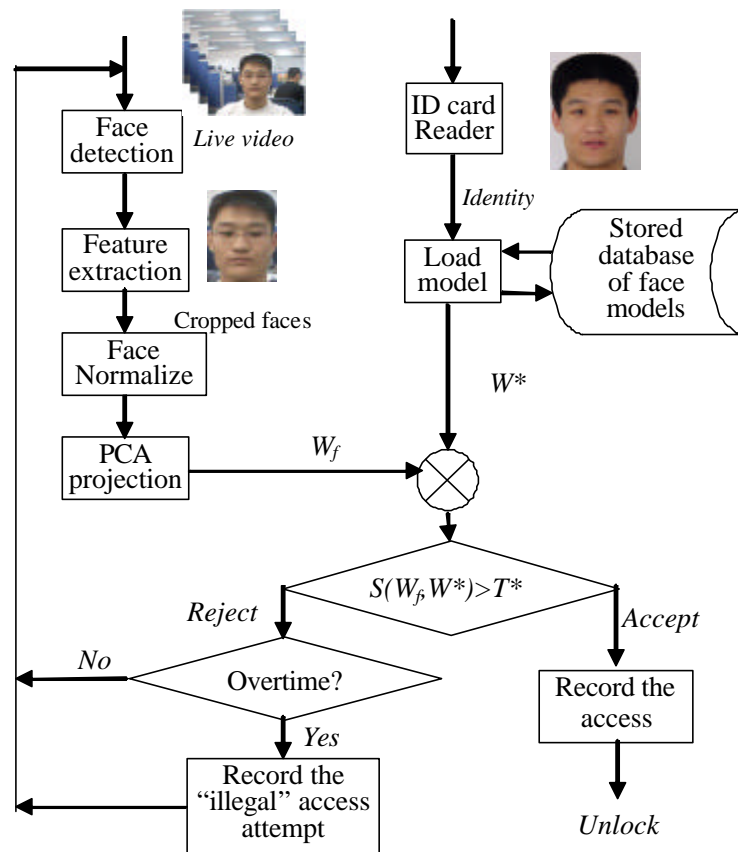 Face
detection
Live video
Feature
extraction
Cropped faces
Face
Normalize
PCA
projection
W_f
ID card
Reader
Identity
Load
model
Stored
database
of face
models
W*
S(W_f,W*)>T*
Reject
Accept
No
Overtime?
Yes
Record the
“illegal” access
attempt
Record the
access
Unlock